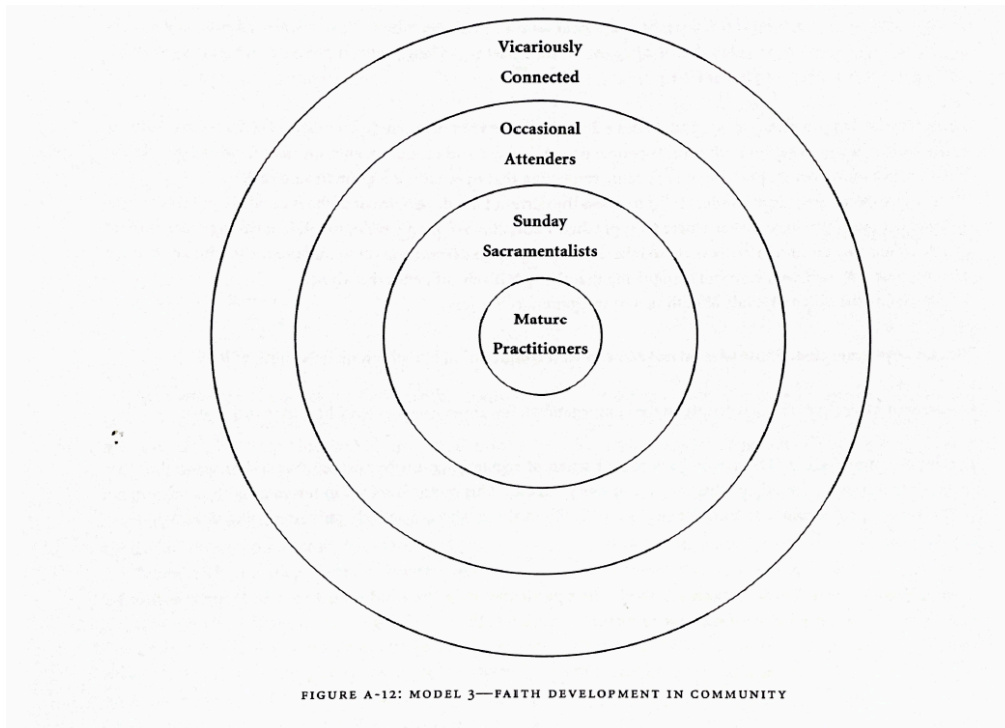 Vicariously
Connected
Occasional
Attenders
Sunday
Sacramentalists
Mature
Practitioners
FIGURE A-12: MODEL 3—FAITH DEVELOPMENT IN COMMUNITY